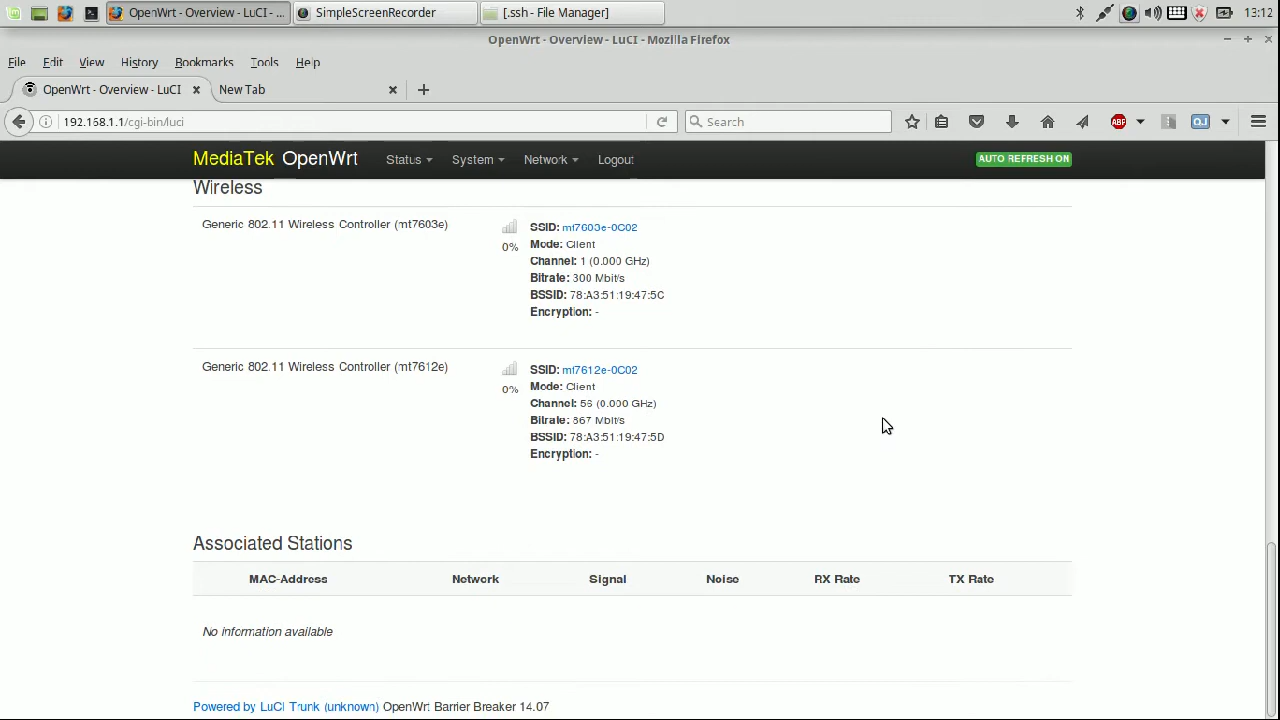 OpenWrt - Overview - LuCI- ...
SimpleScreenRecorder
[.ssh - File Manager]
13:12
OpenWrt - Overview - LuCI - Mozilla Firefox
File Edit View History Bookmarks Tools Help
OpenWrt - Overview - LuCI
New Tab
192.168.1.1/cgi-bin/luci
Search
ABP
MediaTek OpenWrt
Status
System
Network
Logout
AUTO REFRESH ON
Wireless
Generic 802.11 Wireless Controller (mt7603e)
0%
SSID: mt7603e-0C02
Mode: Client
Channel: 1 (0.000 GHz)
Bitrate: 300 Mbit/s
BSSID: 78:A3:51:19:47:5C
Encryption: -
Generic 802.11 Wireless Controller (mt7612e)
0%
SSID: mt7612e-0C02
Mode: Client
Channel: 56 (0.000 GHz)
Bitrate: 867 Mbit/s
BSSID: 78:A3:51:19:47:5D
Encryption: -
Associated Stations
MAC-Address Network Signal Noise RX Rate TX Rate
No information available
Powered by LuCI Trunk (unknown) OpenWrt Barrier Breaker 14.07